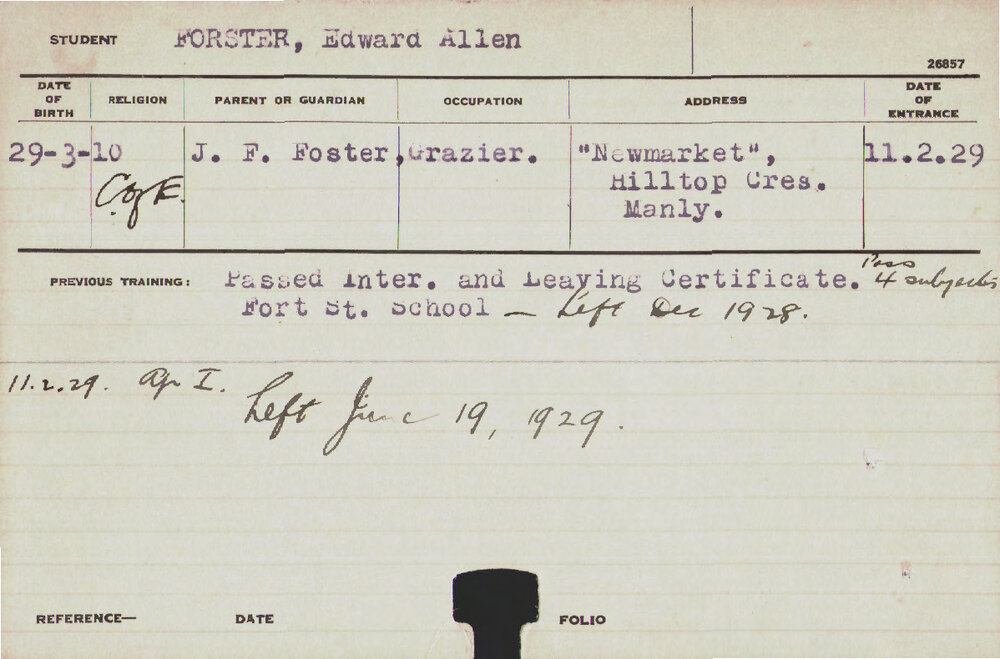 STUDENT FORSTER, Edward Allen
26857
DATE OF BIRTH RELIGION PARENT OR GUARDIAN OCCUPATION ADDRESS DATE OF ENTRANCE
29-3-10 J. F. Foster, Grazier. "Newmarket", 11.2.29
C of E. Hilltop Cres.
Manly.
PREVIOUS TRAINING: Passed Inter. and Leaving Certificate. Pass 4 subjects
Fort St. School — Left Dec 1928.
11.2.29. Ap I.
Left June 19, 1929.
REFERENCE— DATE FOLIO